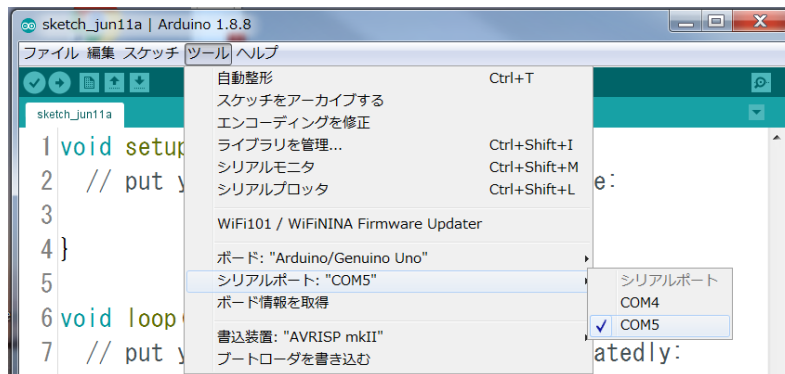 sketch_jun11a | Arduino 1.8.8
ファイル 編集 スケッチ ツール ヘルプ
sketch_jun11a
自動整形 Ctrl+T
スケッチをアーカイブする
エンコーディングを修正
ライブラリを管理... Ctrl+Shift+I
シリアルモニタ Ctrl+Shift+M
シリアルプロッタ Ctrl+Shift+L
WiFi101 / WiFiNINA Firmware Updater
ボード: "Arduino/Genuino Uno"
シリアルポート: "COM5"
ボード情報を取得
書込装置: "AVRISP mkII"
ブートローダを書き込む
シリアルポート
COM4
COM5
1 void setup
2 // put y e:
3
4 }
5
6 void loop
7 // put y atedly: